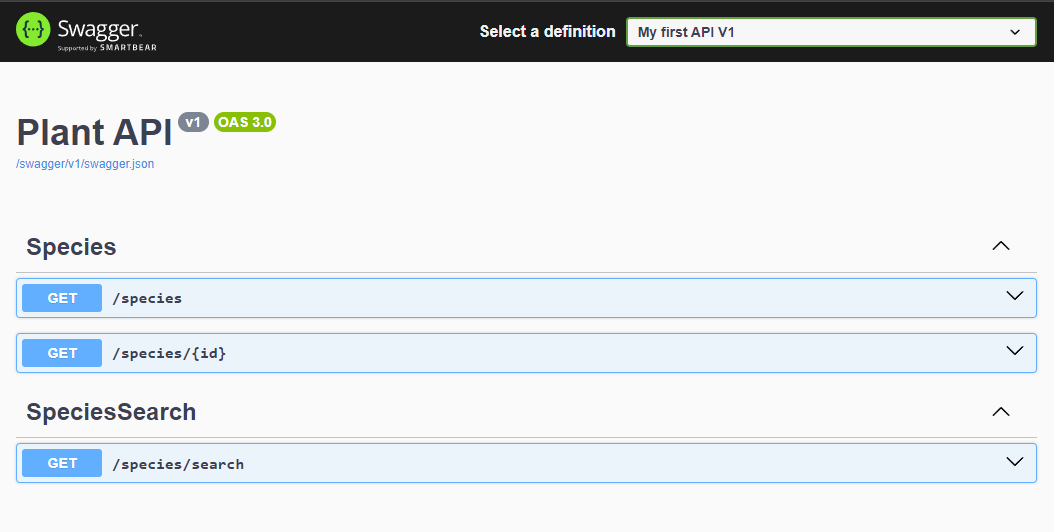 Swagger.
Supported by SMARTBEAR
Select a definition
My first API V1
Plant API v1 OAS 3.0
/swagger/v1/swagger.json
Species
GET /species
GET /species/{id}
SpeciesSearch
GET /species/search